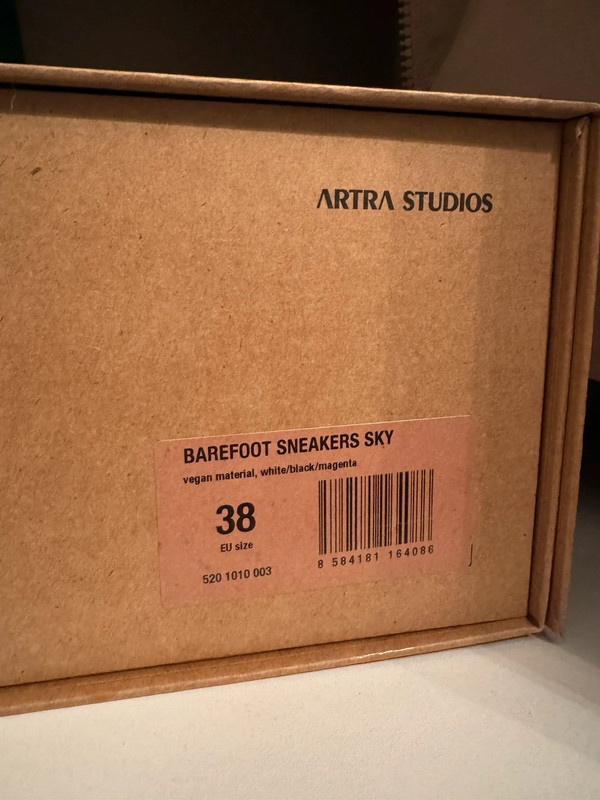 ARTRA STUDIOS
BAREFOOT SNEAKERS SKY
vegan material, white/black/magenta
38
EU size
8 584181 164086
520 1010 003